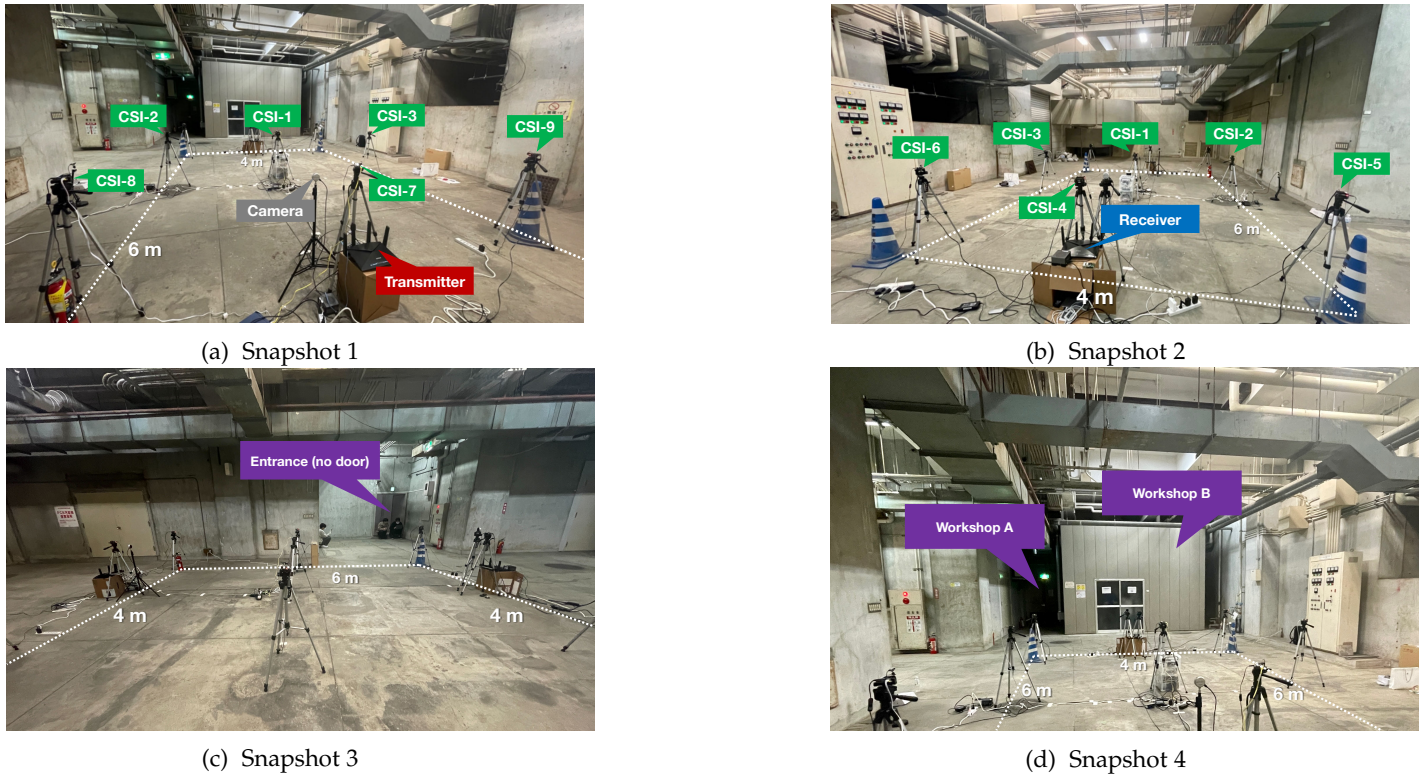 CSI-2
CSI-1
CSI-3
CSI-9
4 m
CSI-8
CSI-7
Camera
6 m
Transmitter
(a) Snapshot 1
CSI-3
CSI-1
CSI-2
CSI-6
CSI-5
CSI-4
Receiver
6 m
4 m
(b) Snapshot 2
Entrance (no door)
6 m
4 m
4 m
(c) Snapshot 3
Workshop B
Workshop A
4 m
6 m
6 m
(d) Snapshot 4